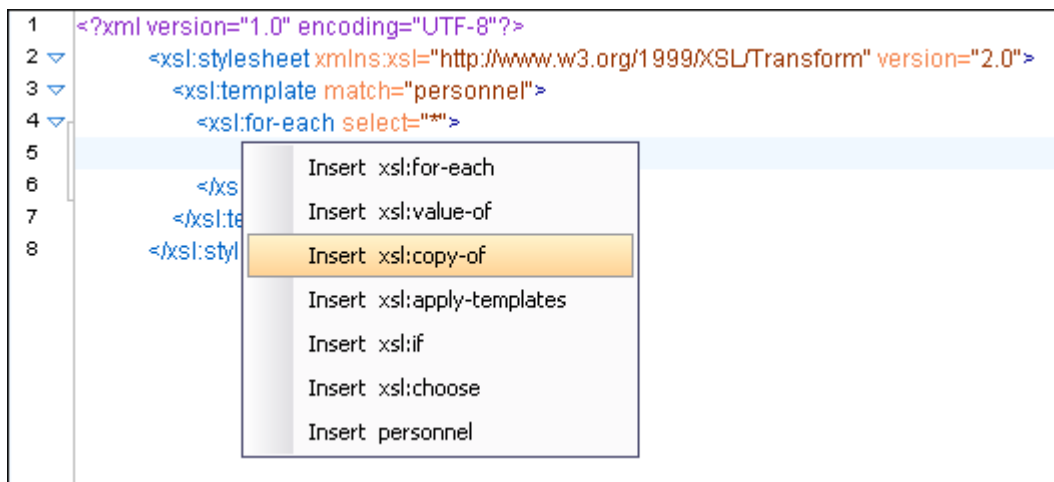 1 <?xml version="1.0" encoding="UTF-8"?>
2 <xsl:stylesheet xmlns:xsl="http://www.w3.org/1999/XSL/Transform" version="2.0">
3 <xsl:template match="personnel">
4 <xsl:for-each select="*">
5
6 </xs
7 </xsl:te
8 </xsl:styl
Insert xsl:for-each
Insert xsl:value-of
Insert xsl:copy-of
Insert xsl:apply-templates
Insert xsl:if
Insert xsl:choose
Insert personnel